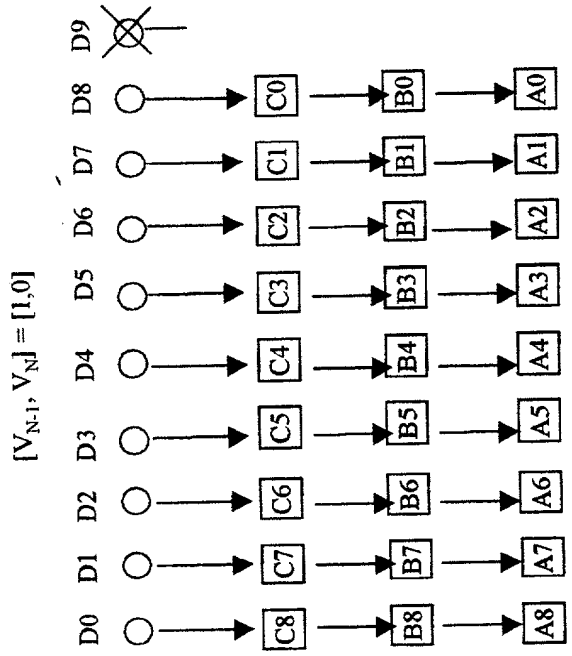 [V_{N-1}, V_N] = [1,0]
D0 D1 D2 D3 D4 D5 D6 D7 D8 D9
C8 C7 C6 C5 C4 C3 C2 C1 C0
B8 B7 B6 B5 B4 B3 B2 B1 B0
A8 A7 A6 A5 A4 A3 A2 A1 A0